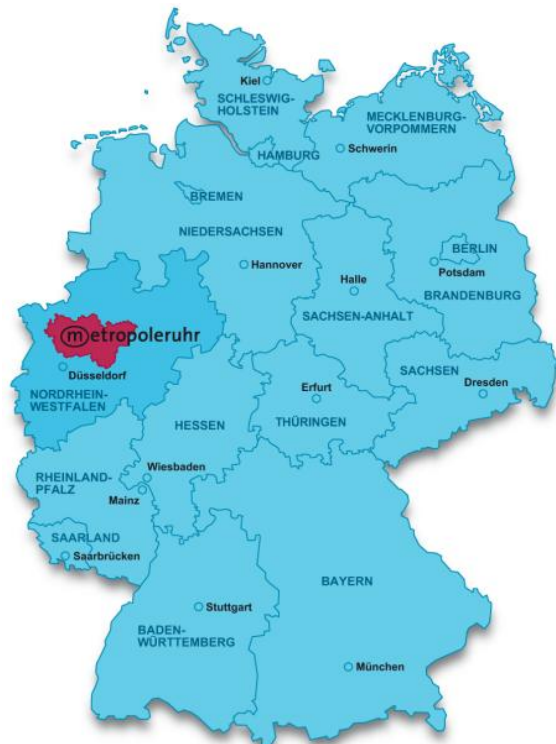 Kiel
SCHLESWIG-
HOLSTEIN
MECKLENBURG-
VORPOMMERN
HAMBURG
Schwerin
BREMEN
NIEDERSACHSEN
BERLIN
Hannover
Potsdam
Halle
BRANDENBURG
SACHSEN-ANHALT
metropoleruhr
Düsseldorf
SACHSEN
NORDRHEIN-
WESTFALEN
Erfurt
Dresden
HESSEN
THÜRINGEN
RHEINLAND-
PFALZ
Wiesbaden
Mainz
SAARLAND
Saarbrücken
BAYERN
Stuttgart
BADEN-
WÜRTTEMBERG
München